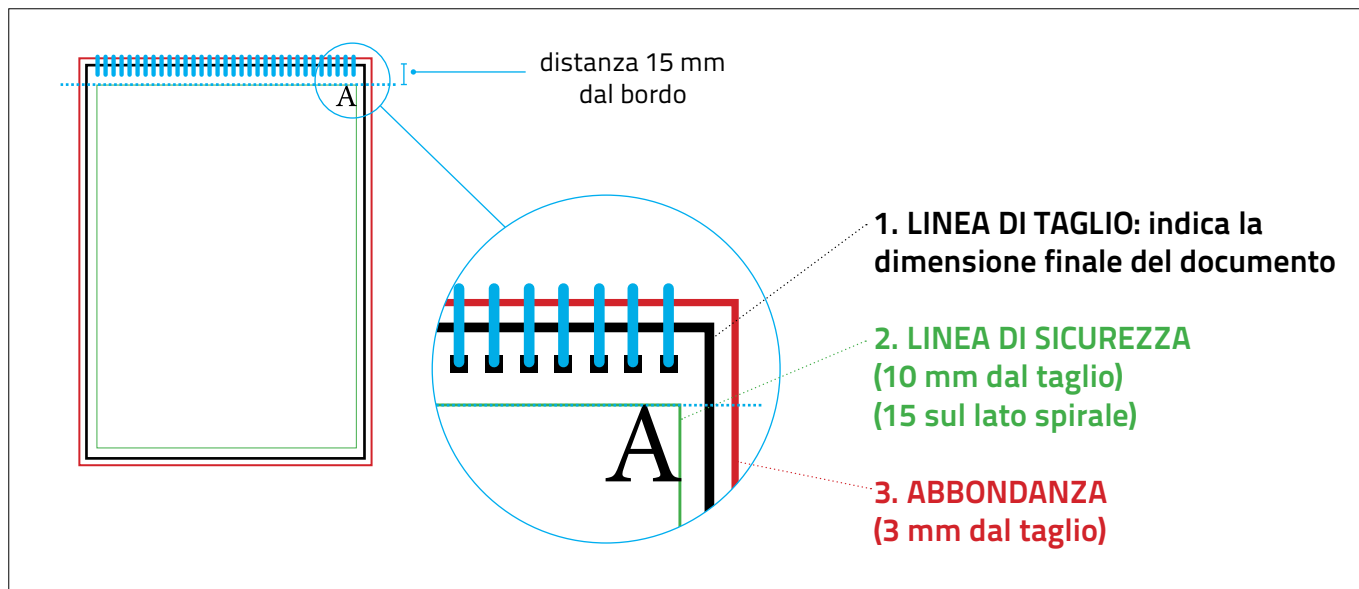 distanza 15 mm
dal bordo
A
A
1. LINEA DI TAGLIO: indica la
dimensione finale del documento
2. LINEA DI SICUREZZA
(10 mm dal taglio)
(15 sul lato spirale)
3. ABBONDANZA
(3 mm dal taglio)